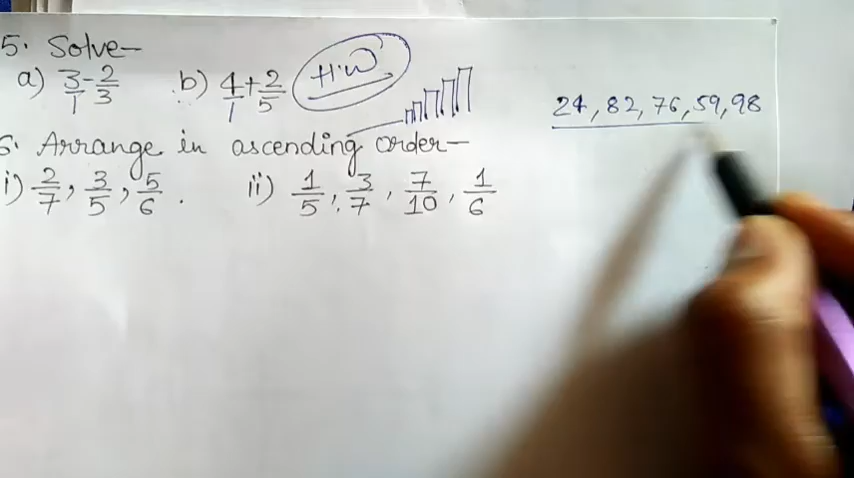 5. Solve-
a) 3/1 - 2/3 b) 4/1 + 2/5 H.W
24, 82, 76, 59, 98
6. Arrange in ascending order-
i) 2/7, 3/5, 5/6. ii) 1/5, 3/7, 7/10, 1/6